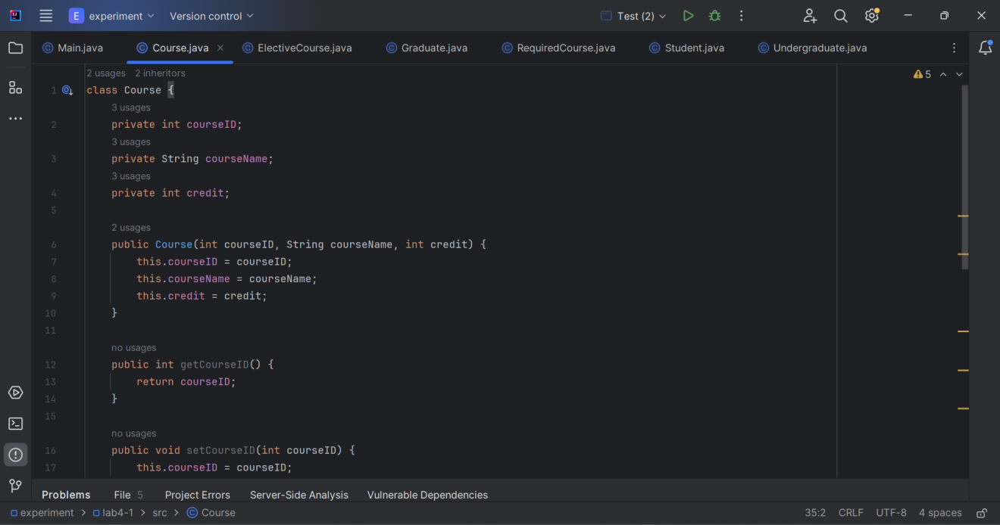 E experiment Version control Test (2)
Main.java Course.java ElectiveCourse.java Graduate.java RequiredCourse.java Student.java Undergraduate.java
2 usages 2 inheritors
5
1 class Course {
3 usages
2 private int courseID;
3 usages
3 private String courseName;
3 usages
4 private int credit;
5
2 usages
6 public Course(int courseID, String courseName, int credit) {
7 this.courseID = courseID;
8 this.courseName = courseName;
9 this.credit = credit;
10 }
11
no usages
12 public int getCourseID() {
13 return courseID;
14 }
15
no usages
16 public void setCourseID(int courseID) {
17 this.courseID = courseID;
Problems File 5 Project Errors Server-Side Analysis Vulnerable Dependencies
experiment > lab4-1 > src > Course 35:2 CRLF UTF-8 4 spaces